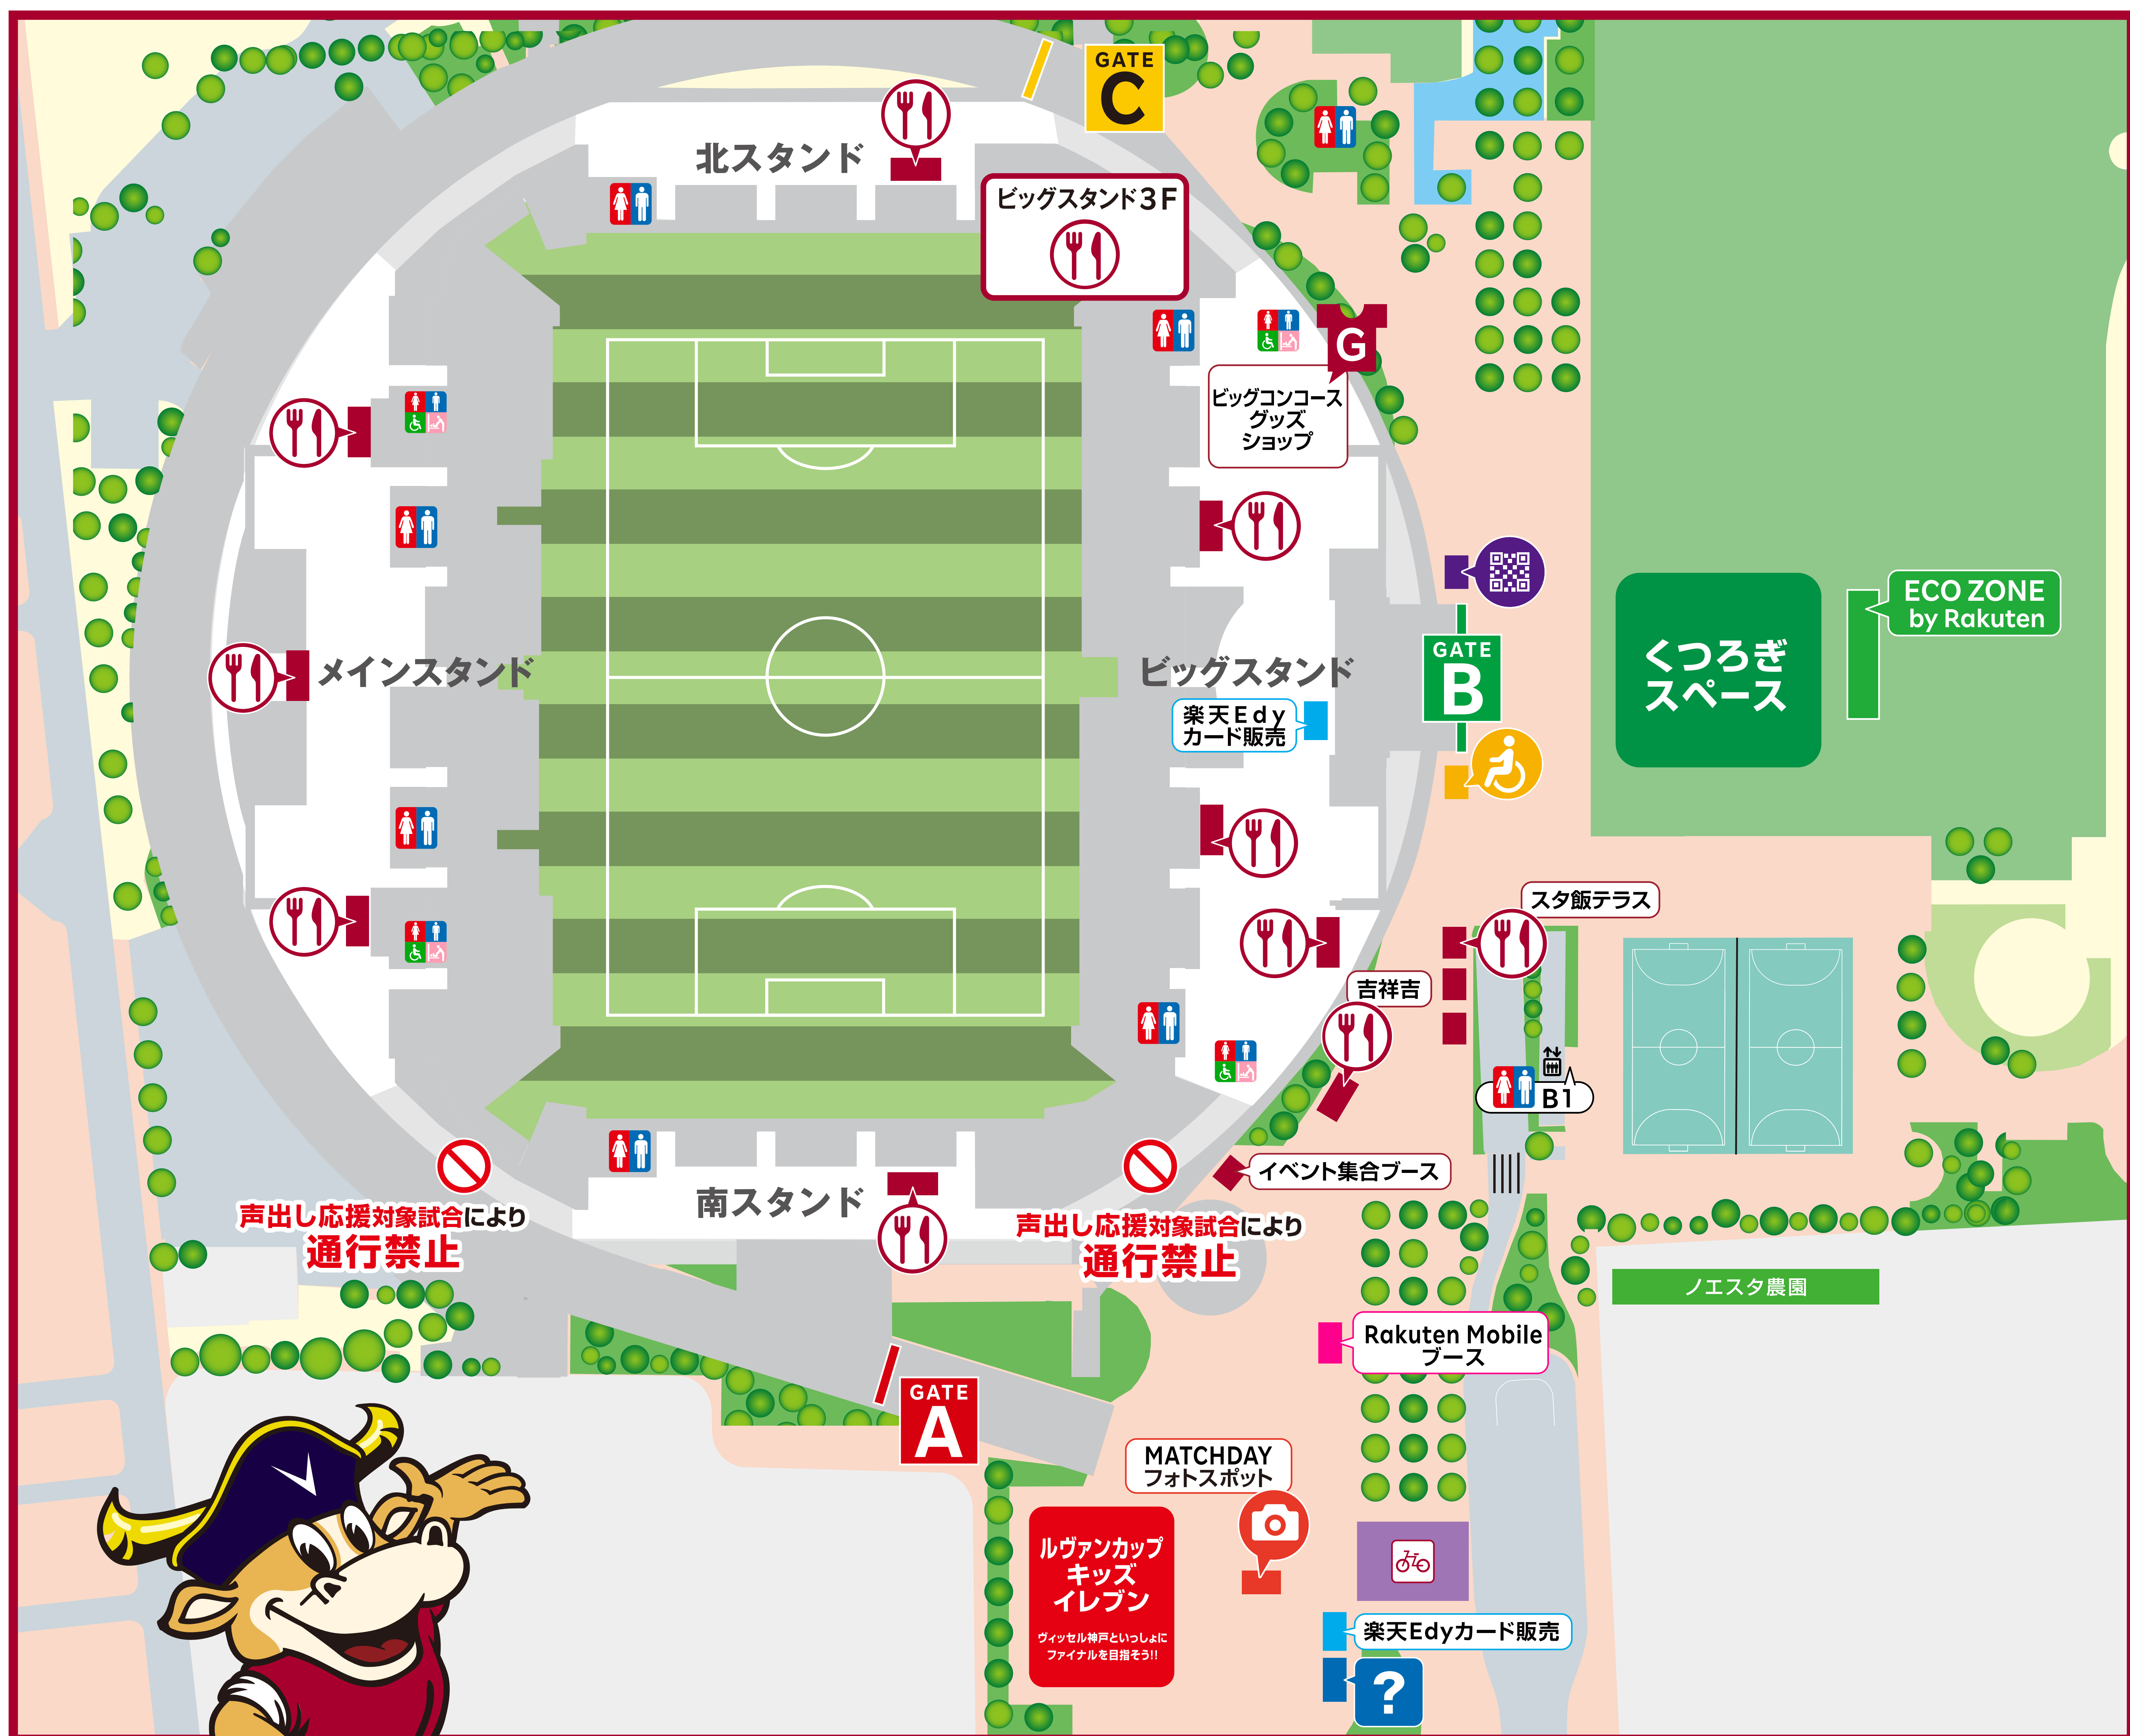 GATE
C
北スタンド
ビッグスタンド3F
G
ビッグコンコース
グッズ
ショップ
メインスタンド
ビッグスタンド
楽天Edy
カード販売
GATE
B
くつろぎ
スペース
ECO ZONE
by Rakuten
スタ飯テラス
吉祥吉
B1
イベント集合ブース
南スタンド
声出し応援対象試合により
通行禁止
声出し応援対象試合により
通行禁止
ノエスタ農園
Rakuten Mobile
ブース
GATE
A
MATCHDAY
フォトスポット
ルヴァンカップ
キッズ
イレブン
ヴィッセル神戸といっしょに
ファイナルを目指そう!!
楽天Edyカード販売
?